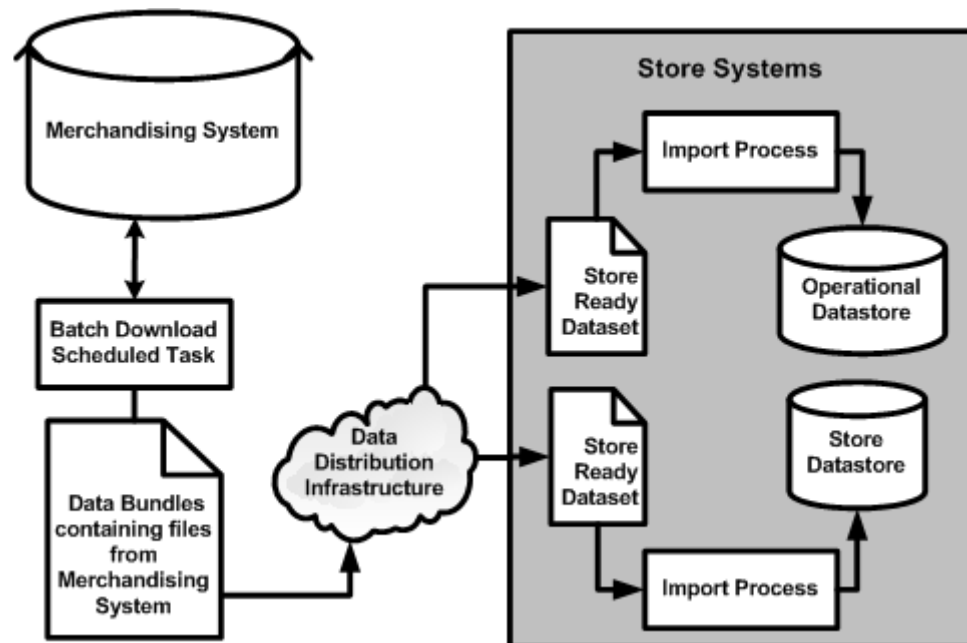 Merchandising System
Batch Download
Scheduled Task
Data Bundles
containing files
from
Merchandising
System
Data
Distribution
Infrastructure
Store Systems
Import Process
Store
Ready
Dataset
Operational
Datastore
Store
Ready
Dataset
Store
Datastore
Import Process